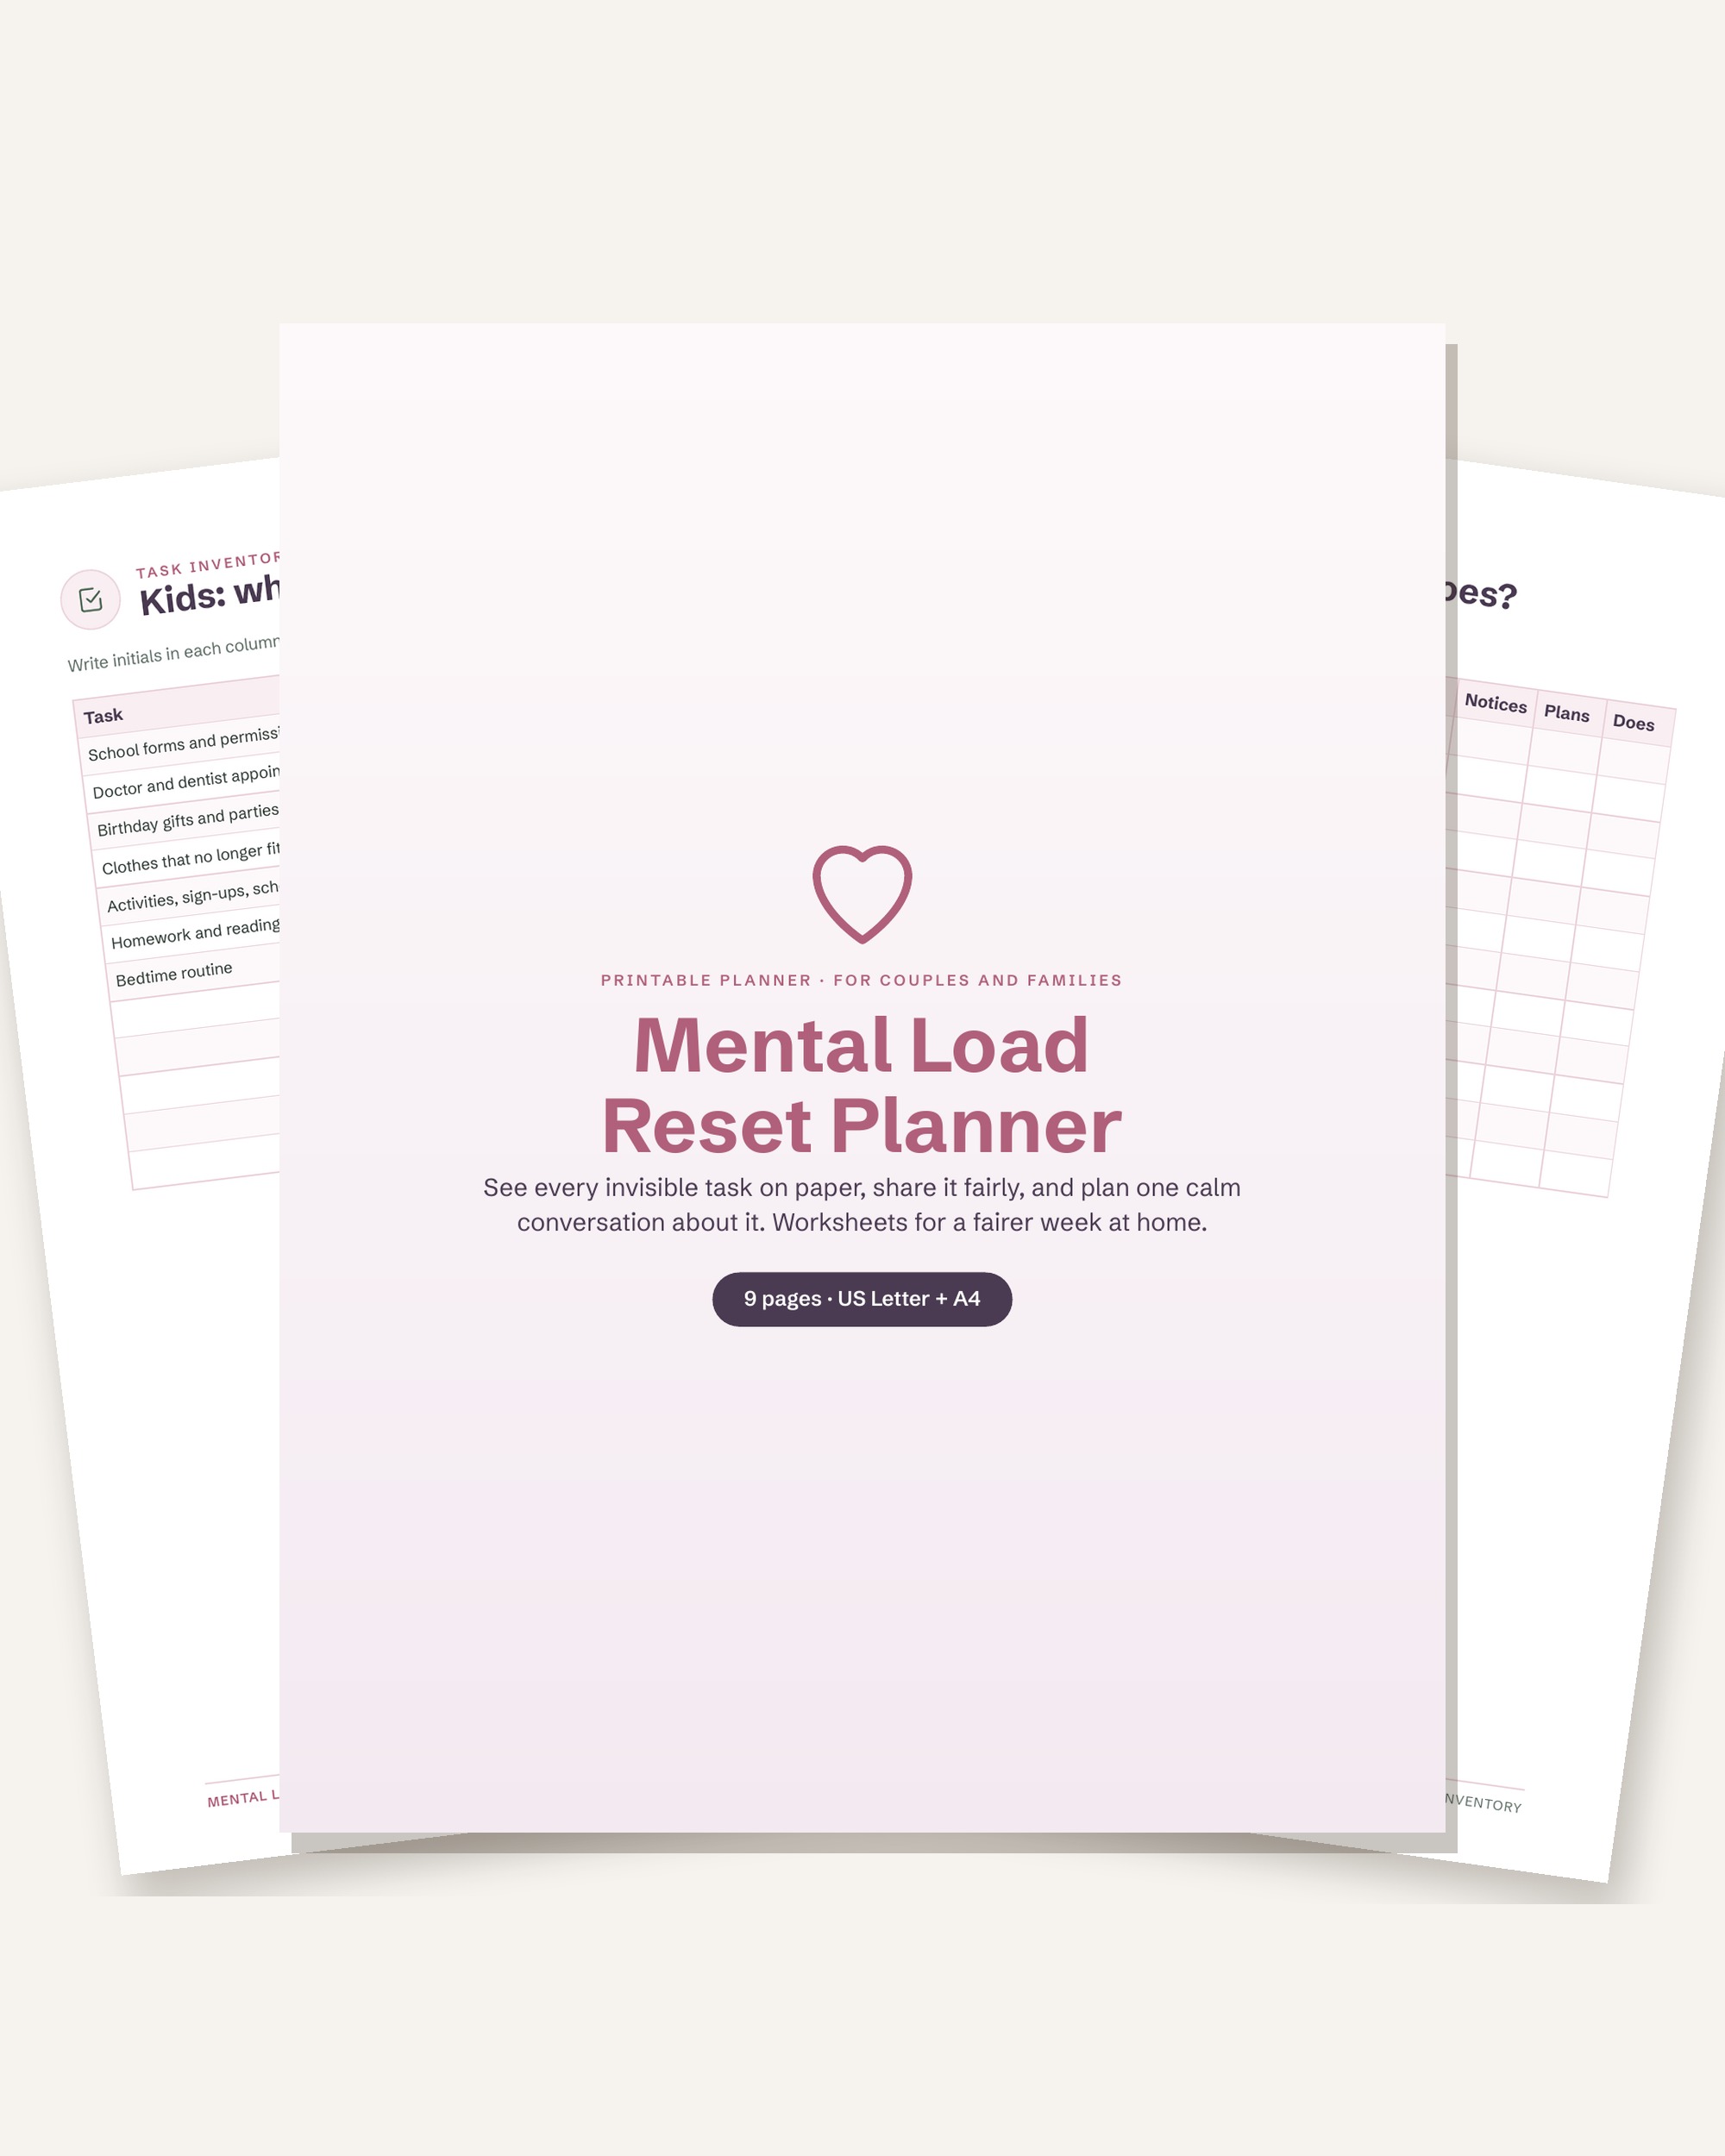 TASK INVENTOR
Kids: wh
Write initials in each column
Task
School forms and permiss
Doctor and dentist appoin
Birthday gifts and parties
Clothes that no longer fit
Activities, sign-ups, sch
Homework and reading
Bedtime routine
MENTAL L
PRINTABLE PLANNER · FOR COUPLES AND FAMILIES
Mental Load
Reset Planner
See every invisible task on paper, share it fairly, and plan one calm
conversation about it. Worksheets for a fairer week at home.
9 pages · US Letter + A4
oes?
Notices Plans Does
NVENTORY